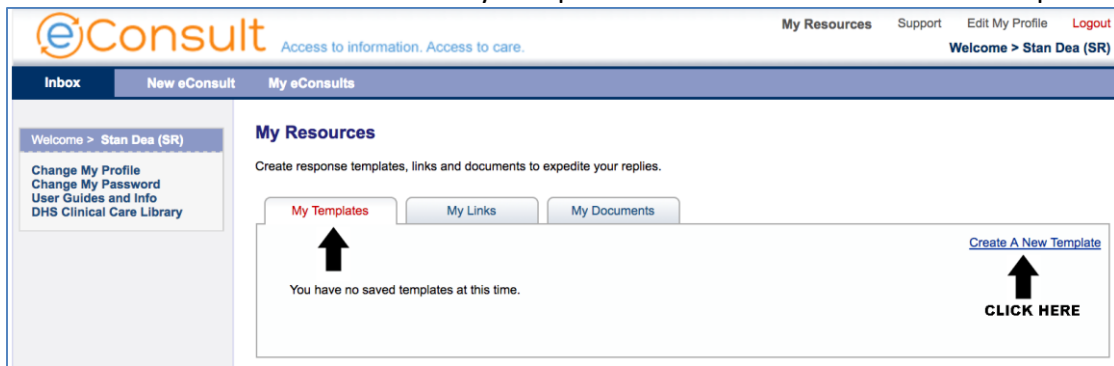 eConsult Access to information. Access to care.
My Resources Support Edit My Profile Logout
Welcome > Stan Dea (SR)
Inbox New eConsult My eConsults
Welcome > Stan Dea (SR)
Change My Profile
Change My Password
User Guides and Info
DHS Clinical Care Library
My Resources
Create response templates, links and documents to expedite your replies.
My Templates My Links My Documents
Create A New Template
You have no saved templates at this time.
CLICK HERE